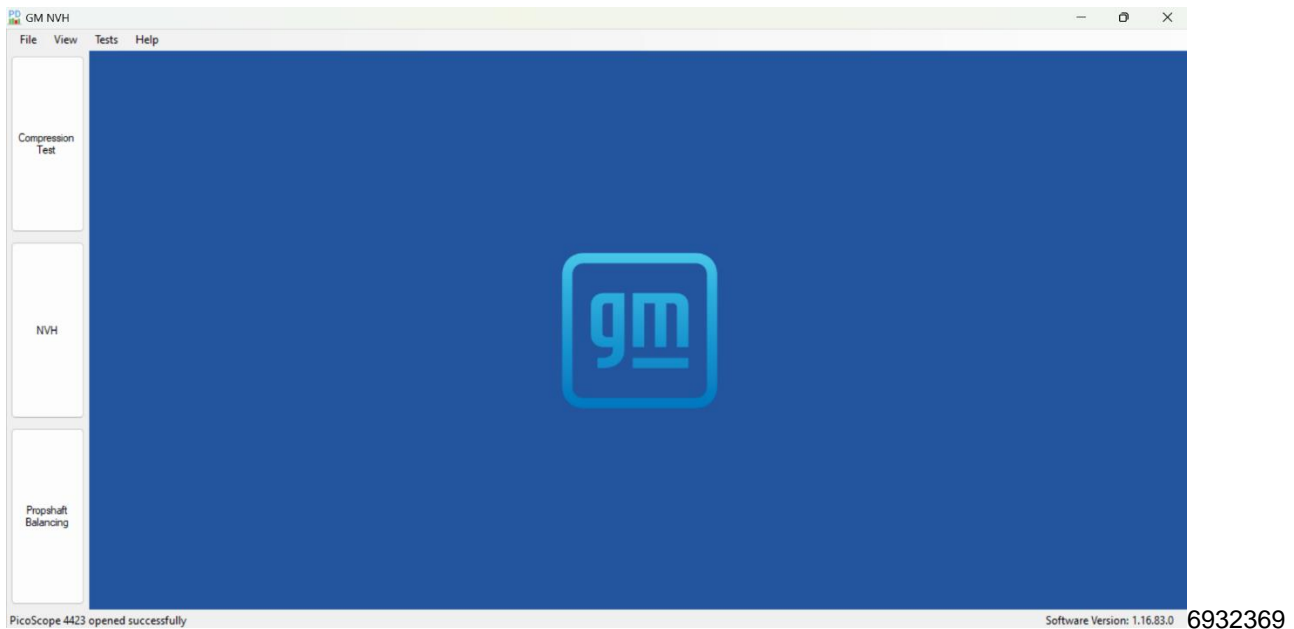 GM NVH
File View Tests Help
Compression
Test
NVH
Propshaft
Balancing
gm
PicoScope 4423 opened successfully
Software Version: 1.16.83.0
6932369